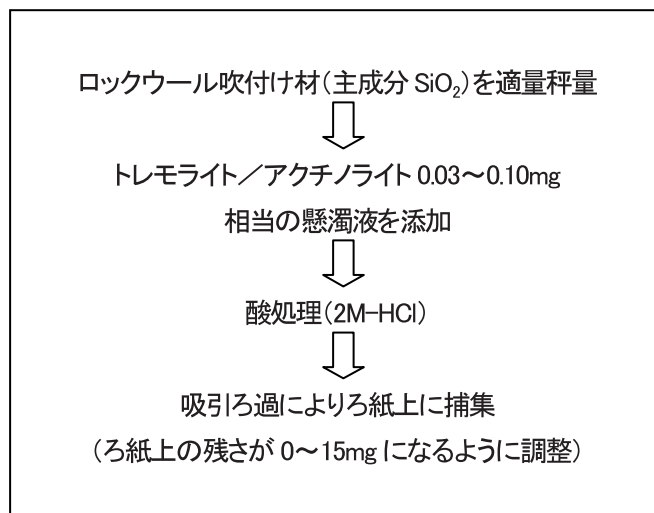 ロックウール吹付け材（主成分 SiO₂）を適量秤量
トレモライト／アクチノライト 0.03～0.10mg
相当の懸濁液を添加
酸処理（2M-HCl）
吸引ろ過によりろ紙上に捕集
（ろ紙上の残さが 0～15mg になるように調整）